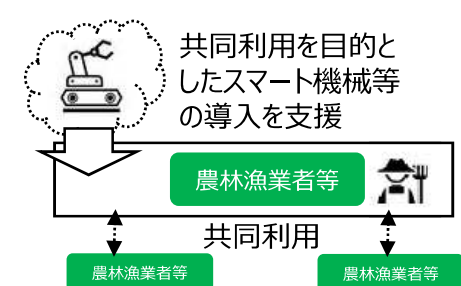 共同利用を目的と
したスマート機械等
の導入を支援
農林漁業者等
共同利用
農林漁業者等
農林漁業者等